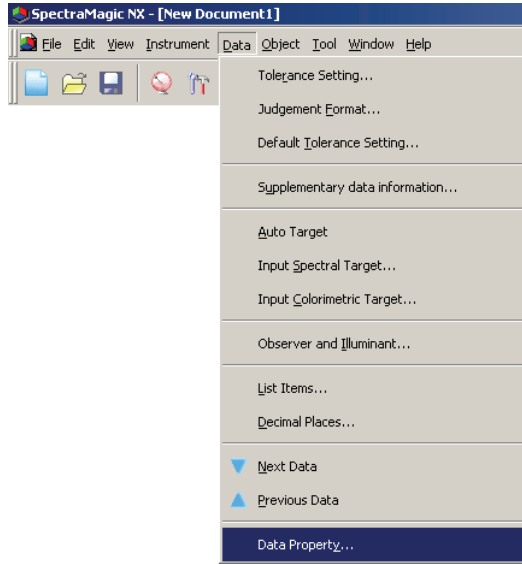 SpectraMagic NX - [New Document1]
File Edit View Instrument Data Object Tool Window Help
Tolerance Setting...
Judgement Format...
Default Tolerance Setting...
Supplementary data information...
Auto Target
Input Spectral Target...
Input Colorimetric Target...
Observer and Illuminant...
List Items...
Decimal Places...
Next Data
Previous Data
Data Property...